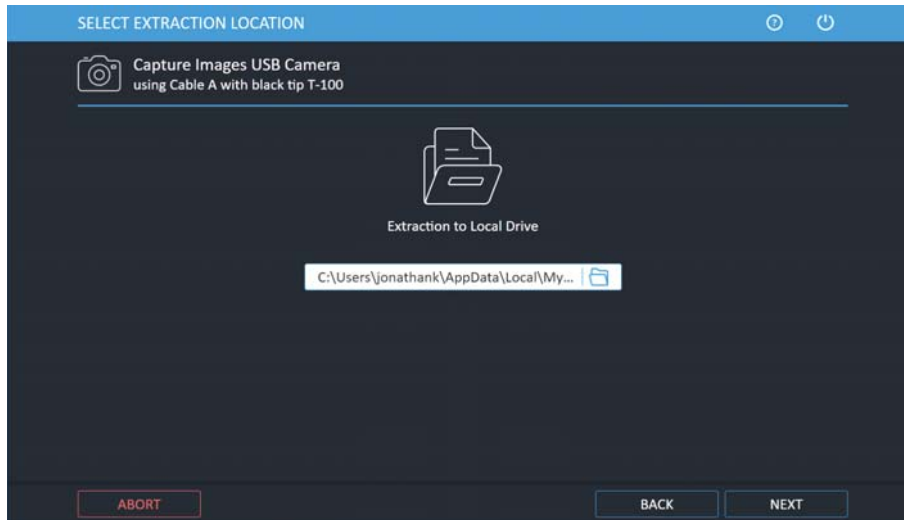 SELECT EXTRACTION LOCATION
Capture Images USB Camera
using Cable A with black tip T-100
Extraction to Local Drive
C:\Users\jonathank\AppData\Local\My...
ABORT
BACK
NEXT